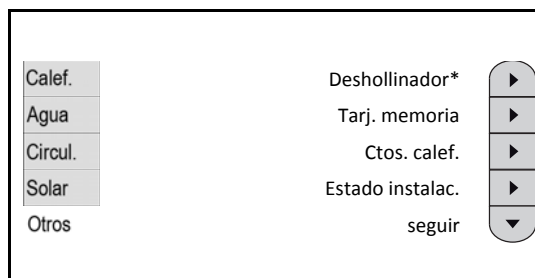 Calef. Deshollinador*
Agua Tarj. memoria
Circul. Ctos. calef.
Solar Estado instalac.
Otros seguir